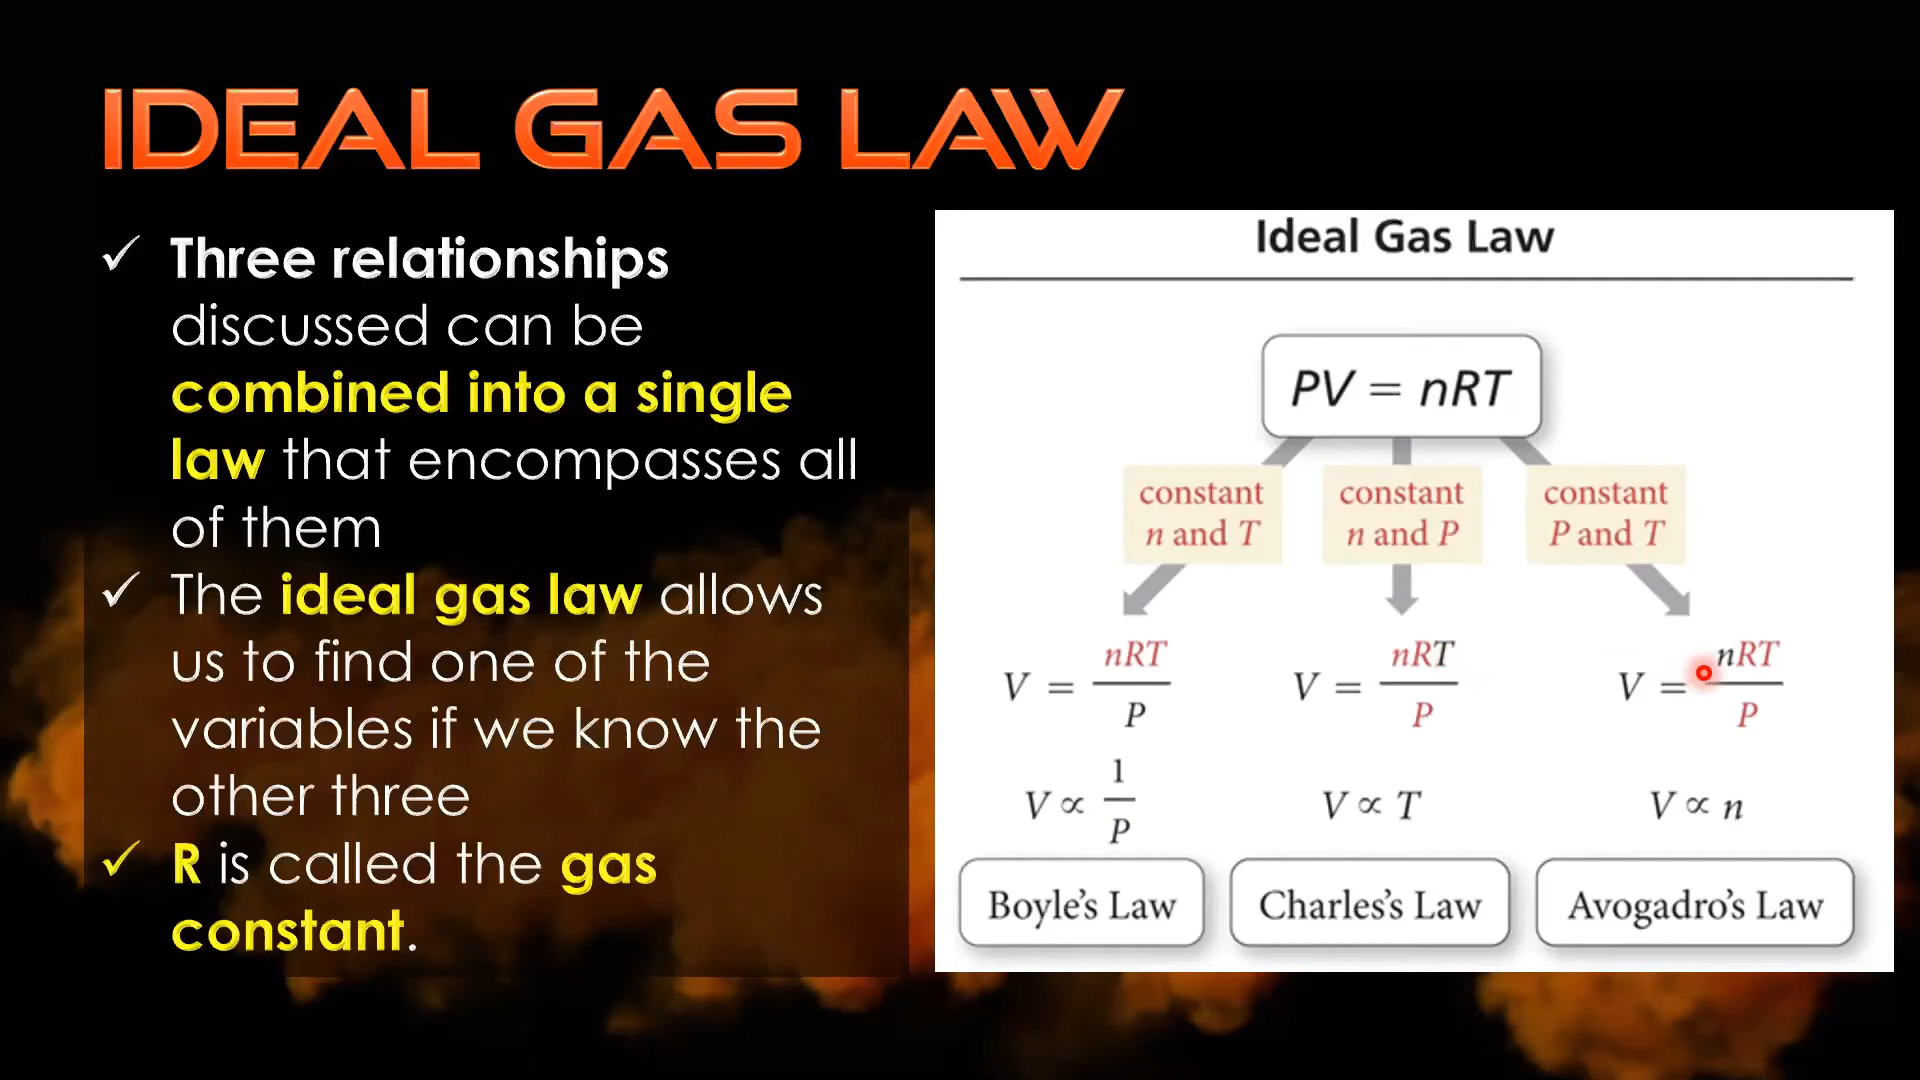 IDEAL GAS LAW
✓ Three relationships
discussed can be
combined into a single
law that encompasses all
of them
✓ The ideal gas law allows
us to find one of the
variables if we know the
other three
✓ R is called the gas
constant.
Ideal Gas Law
PV = nRT
constant n and T
constant n and P
constant P and T
V = nRT/P
V = nRT/P
V = nRT/P
V ∝ 1/P
V ∝ T
V ∝ n
Boyle's Law
Charles's Law
Avogadro's Law